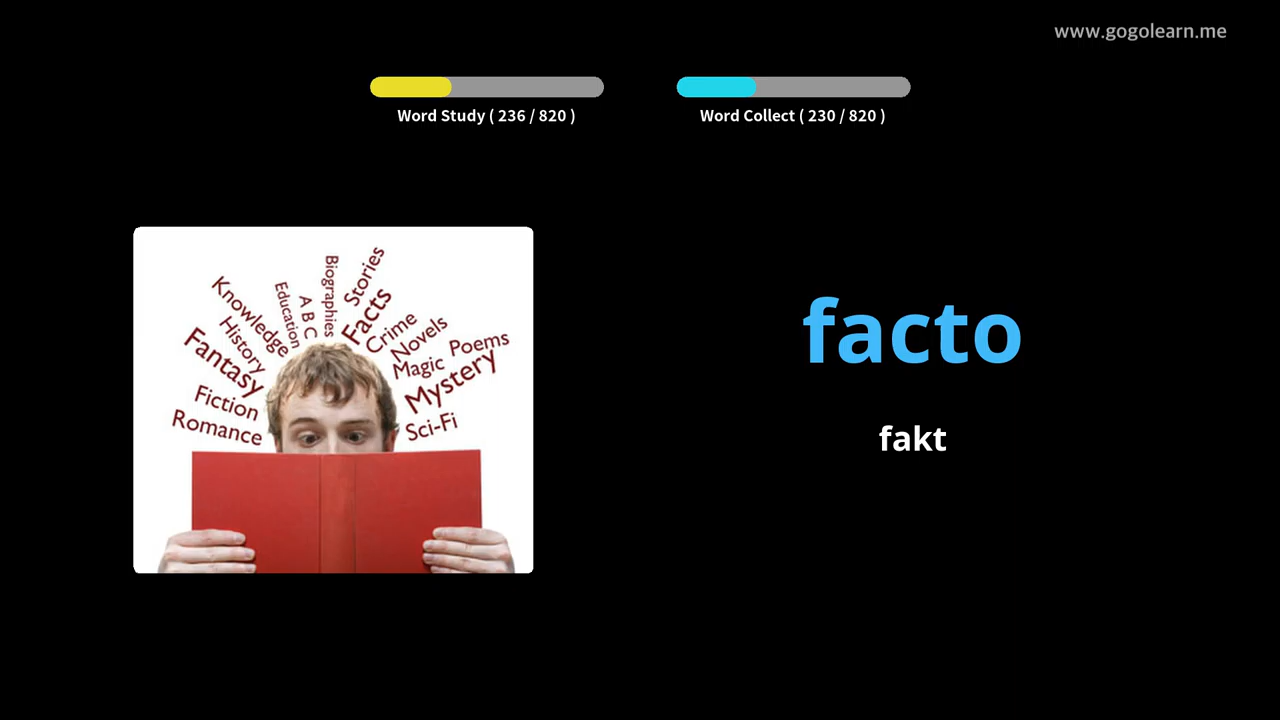 www.gogolearn.me
Word Study ( 236 / 820 )
Word Collect ( 230 / 820 )
Romance
Fiction
Fantasy
History
Knowledge
Education
A B C
Biographies
Stories
Facts
Crime
Novels
Magic
Poems
Mystery
Sci-Fi
facto
fakt